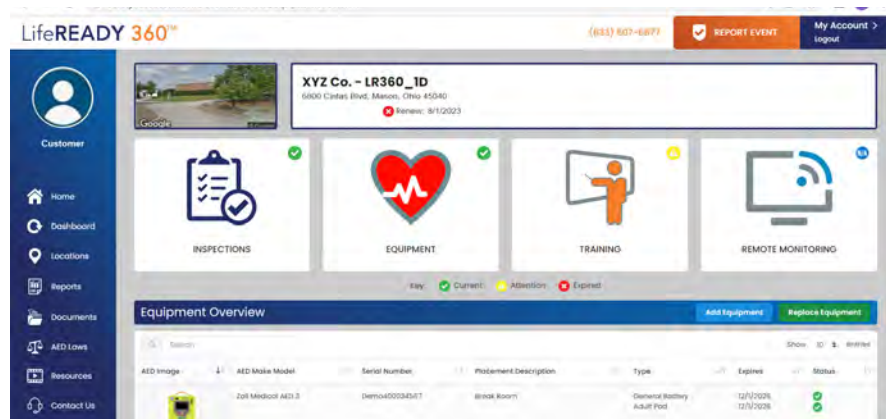 LifeREADY 360™
(833) 807-6877
REPORT EVENT
My Account >
Logout
Customer
Home
Dashboard
Locations
Reports
Documents
AED Laws
Resources
Contact Us
Google
XYZ Co. - LR360_1D
6800 Cintas Blvd, Mason, Ohio 45040
Renew: 8/1/2023
INSPECTIONS
EQUIPMENT
TRAINING
REMOTE MONITORING
N/A
Key: Current Attention Expired
Equipment Overview
Add Equipment
Replace Equipment
Search
Show 10 entries
AED Image AED Make Model Serial Number Placement Description Type Expires Status
Zoll Medical AED 3 Break Room General Battery 12/1/2026
Adult Pad 12/1/2026